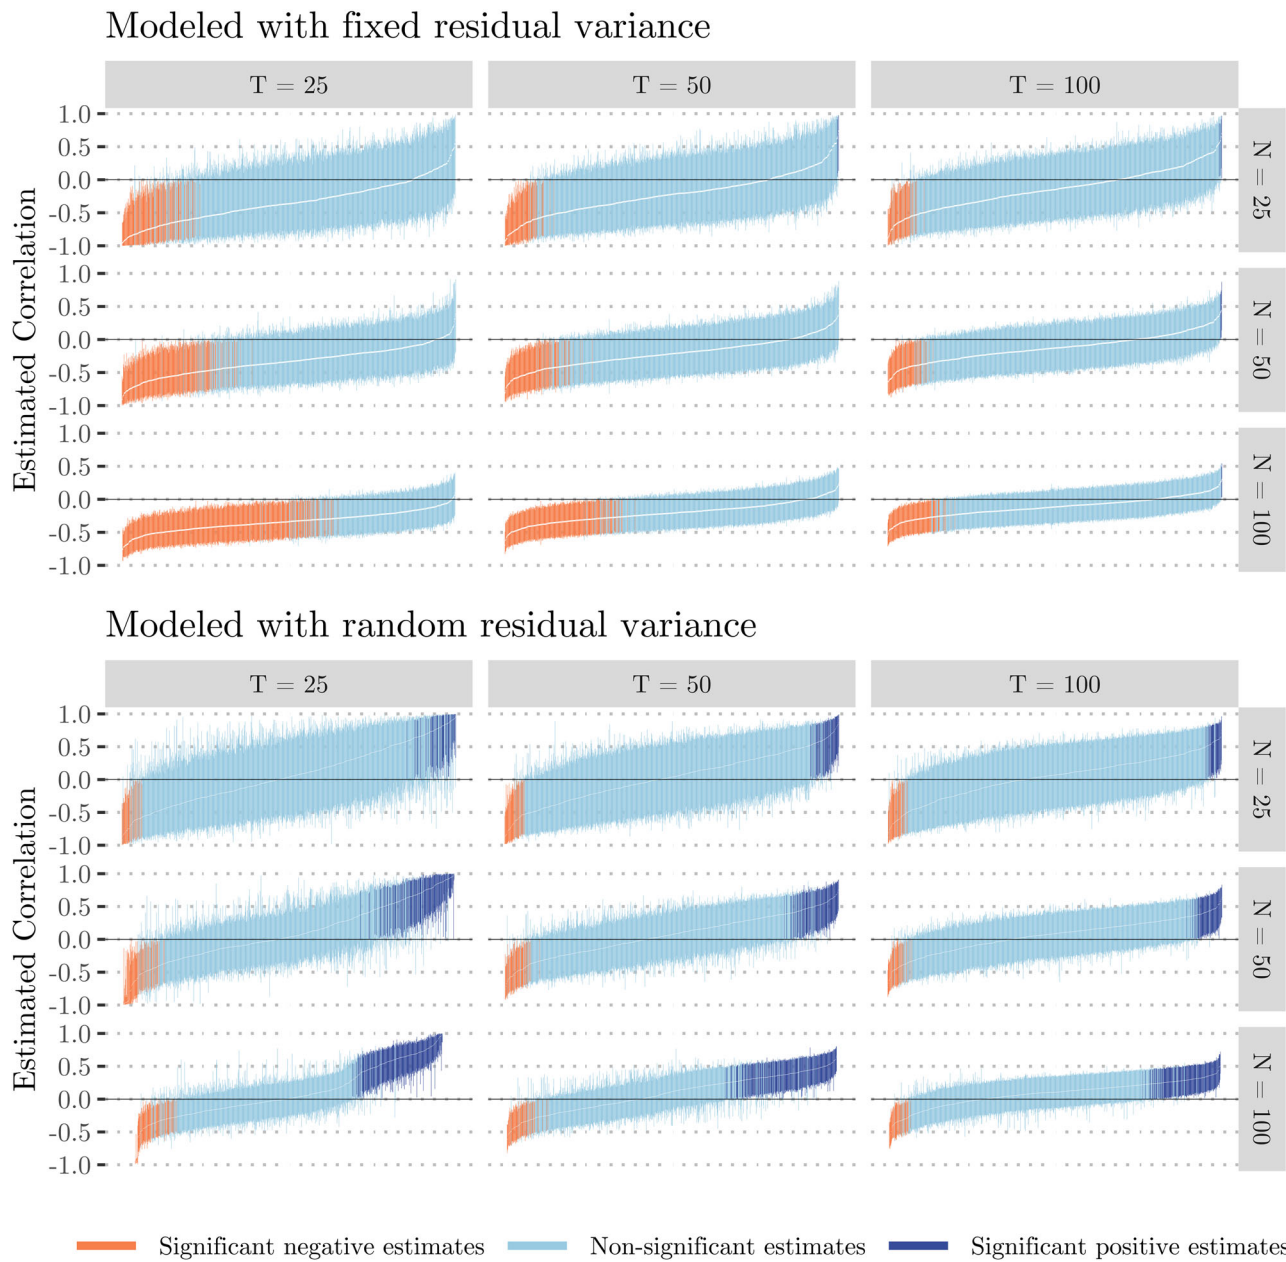 Modeled with fixed residual variance
T = 25
T = 50
T = 100
Estimated Correlation
1.0
0.5
0.0
-0.5
-1.0
N = 25
1.0
0.5
0.0
-0.5
-1.0
N = 50
1.0
0.5
0.0
-0.5
-1.0
N = 100
Modeled with random residual variance
T = 25
T = 50
T = 100
Estimated Correlation
1.0
0.5
0.0
-0.5
-1.0
N = 25
1.0
0.5
0.0
-0.5
-1.0
N = 50
1.0
0.5
0.0
-0.5
-1.0
N = 100
Significant negative estimates
Non-significant estimates
Significant positive estimates